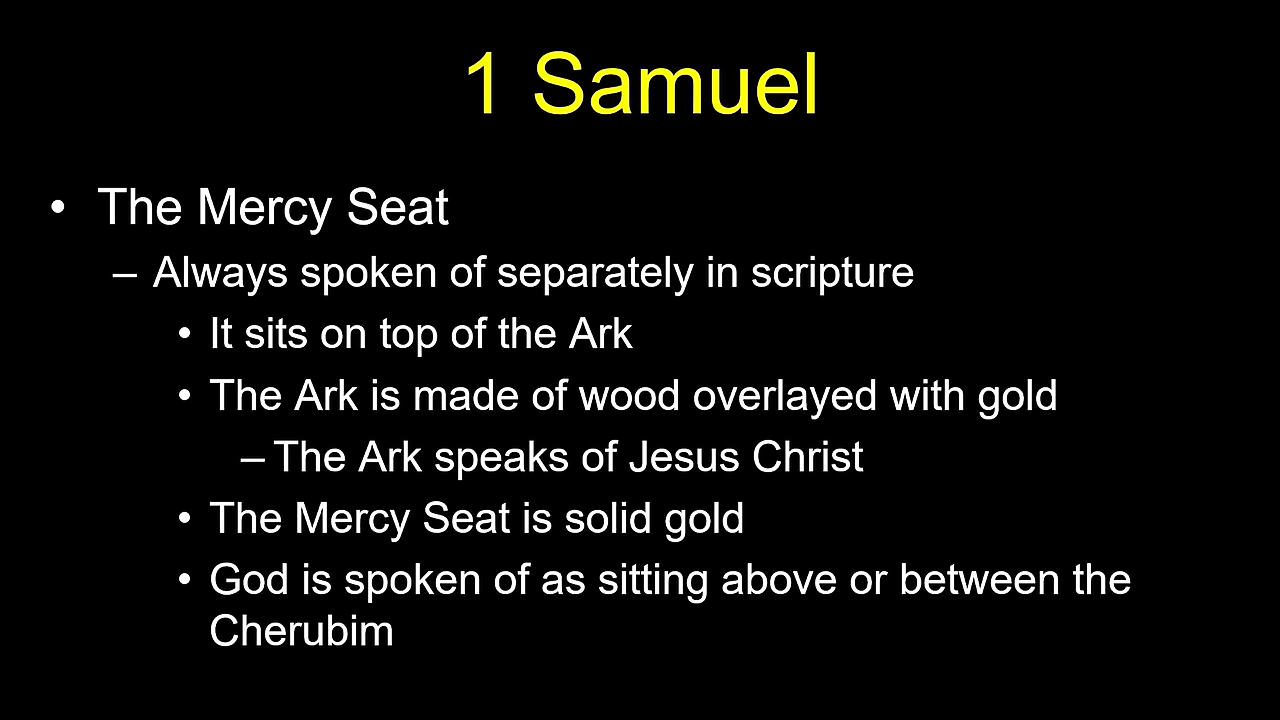 1 Samuel
• The Mercy Seat
– Always spoken of separately in scripture
• It sits on top of the Ark
• The Ark is made of wood overlayed with gold
– The Ark speaks of Jesus Christ
• The Mercy Seat is solid gold
• God is spoken of as sitting above or between the
Cherubim